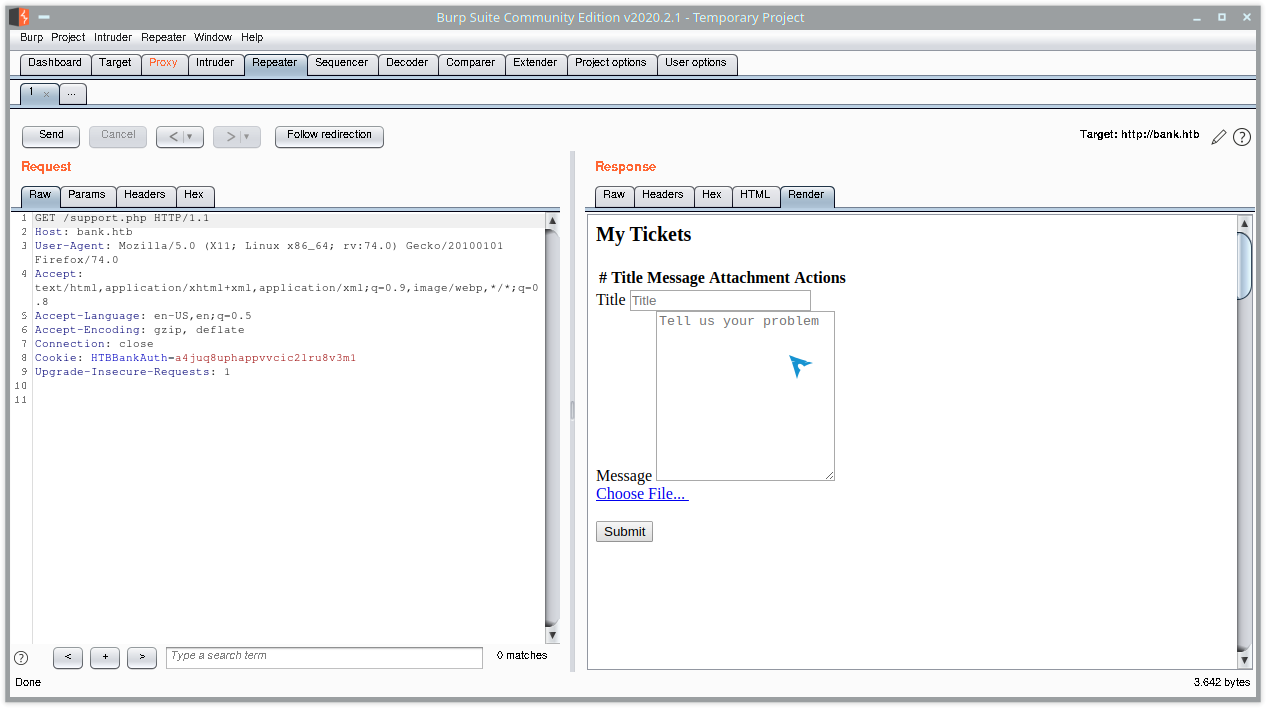 Burp Suite Community Edition v2020.2.1 - Temporary Project
Burp Project Intruder Repeater Window Help
Dashboard Target Proxy Intruder Repeater Sequencer Decoder Comparer Extender Project options User options
1 × ...
Send Cancel < | ▾ > | ▾ Follow redirection Target: http://bank.htb ?
Request
Raw Params Headers Hex
1 GET /support.php HTTP/1.1
2 Host: bank.htb
3 User-Agent: Mozilla/5.0 (X11; Linux x86_64; rv:74.0) Gecko/20100101
Firefox/74.0
4 Accept:
text/html,application/xhtml+xml,application/xml;q=0.9,image/webp,*/*;q=0
.8
5 Accept-Language: en-US,en;q=0.5
6 Accept-Encoding: gzip, deflate
7 Connection: close
8 Cookie: HTBBankAuth=a4juq8uphappvvcic2lru8v3m1
9 Upgrade-Insecure-Requests: 1
10
11
? < + > Type a search term 0 matches
Response
Raw Headers Hex HTML Render
My Tickets
# Title Message Attachment Actions
Title Title
Tell us your problem
Message
Choose File...
Submit
Done 3.642 bytes